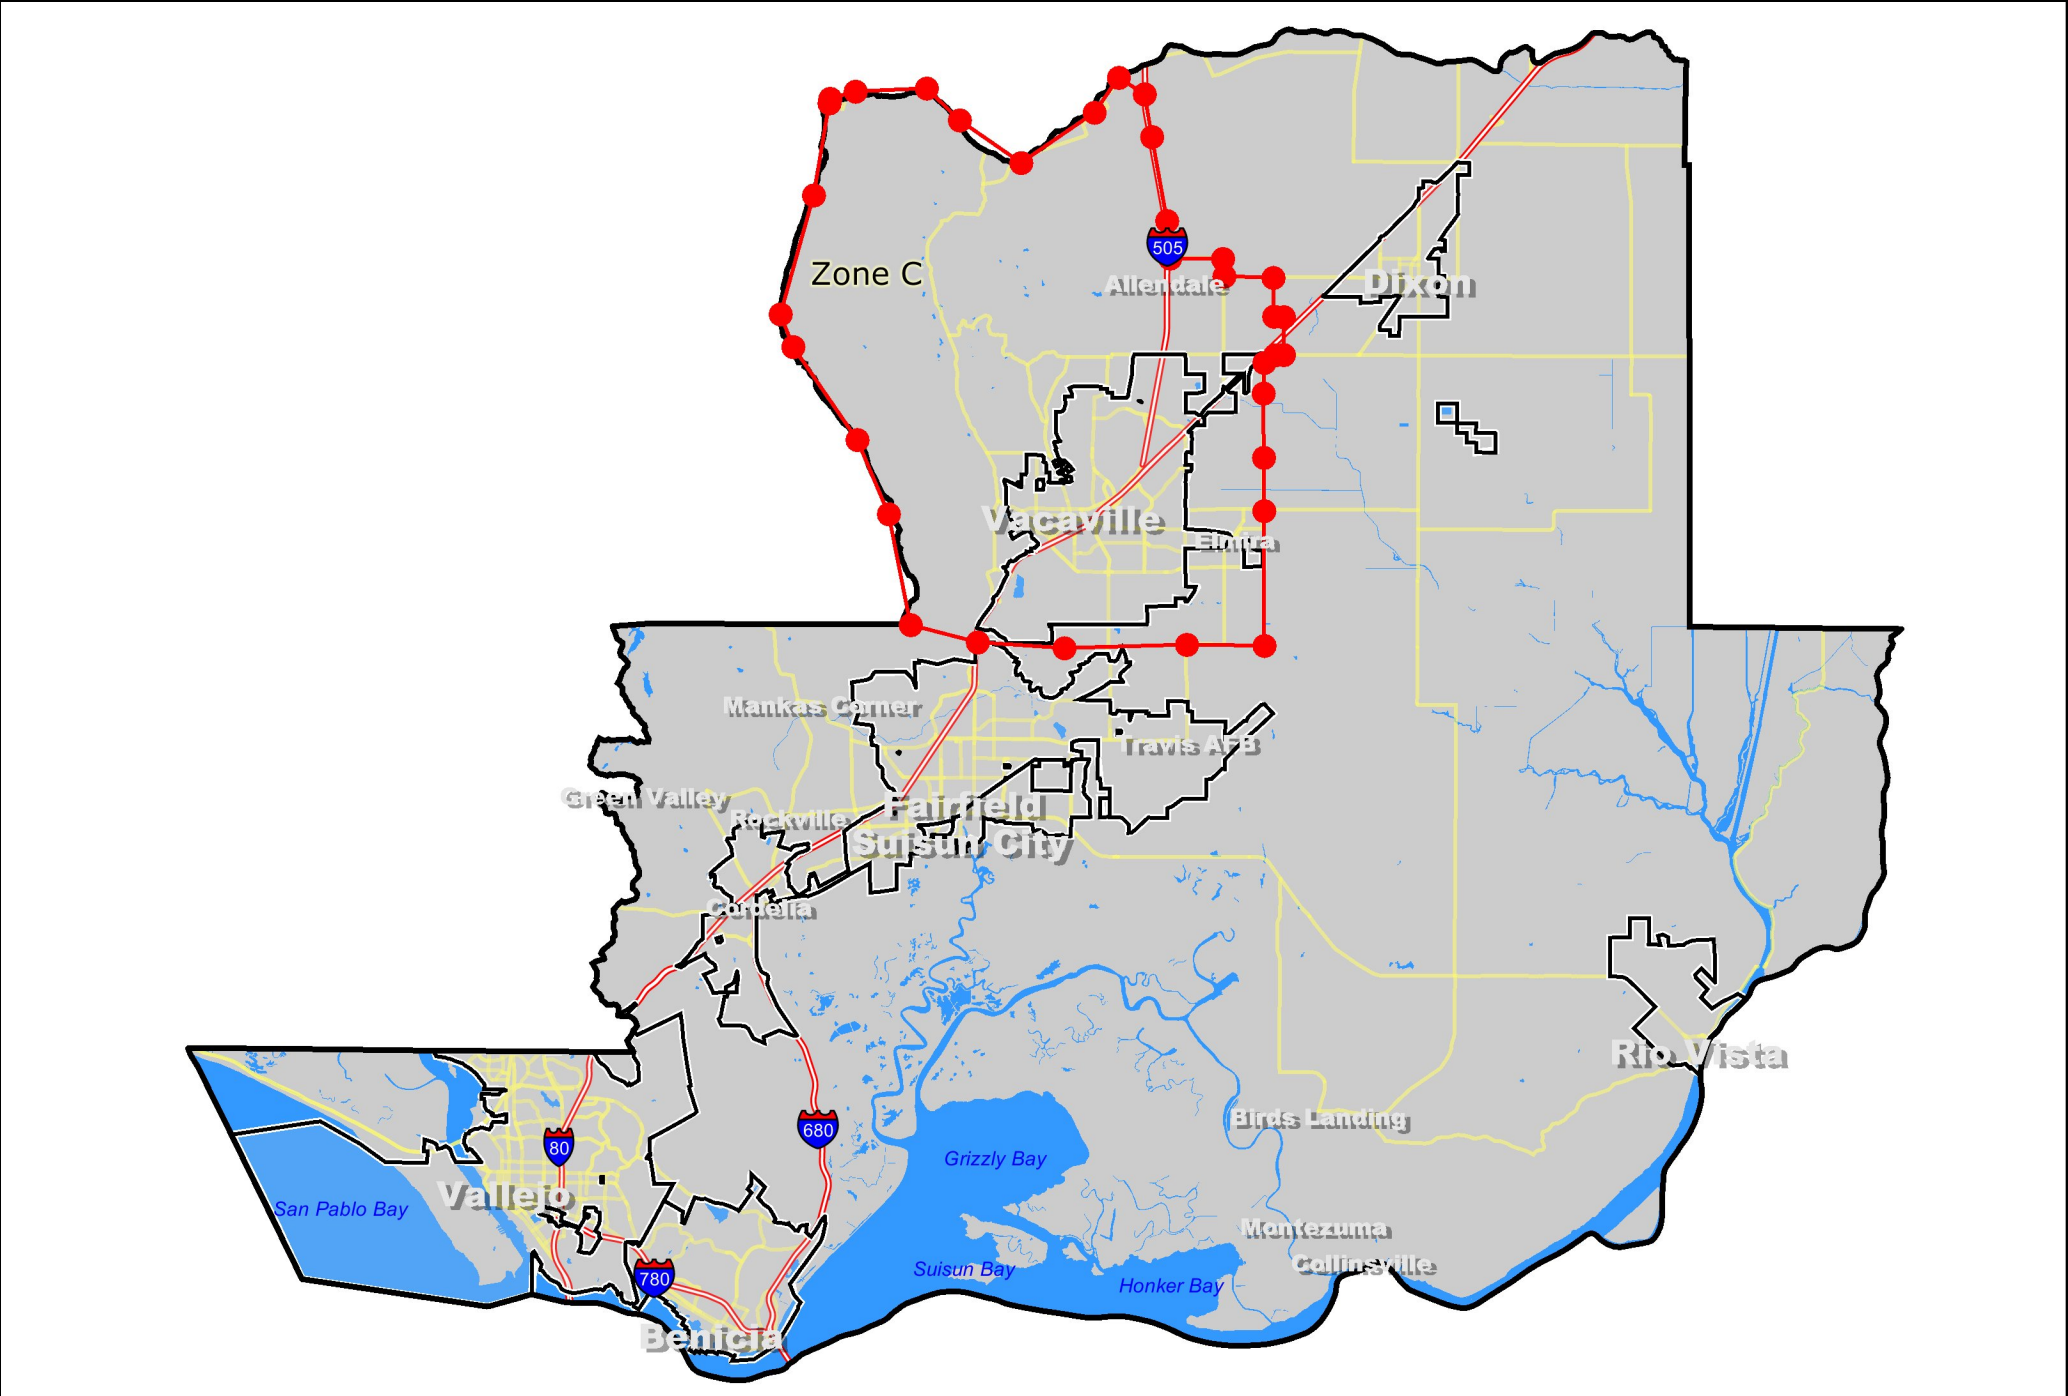 505
Zone C
Allendale
Dixon
Vacaville
Elmira
Mankas Corner
Travis AFB
Green Valley
Rockville
Fairfield
Suisun City
Cordelia
Rio Vista
Birds Landing
680
80
Grizzly Bay
Vallejo
San Pablo Bay
Montezuma
Collinsville
Suisun Bay
780
Honker Bay
Benicia